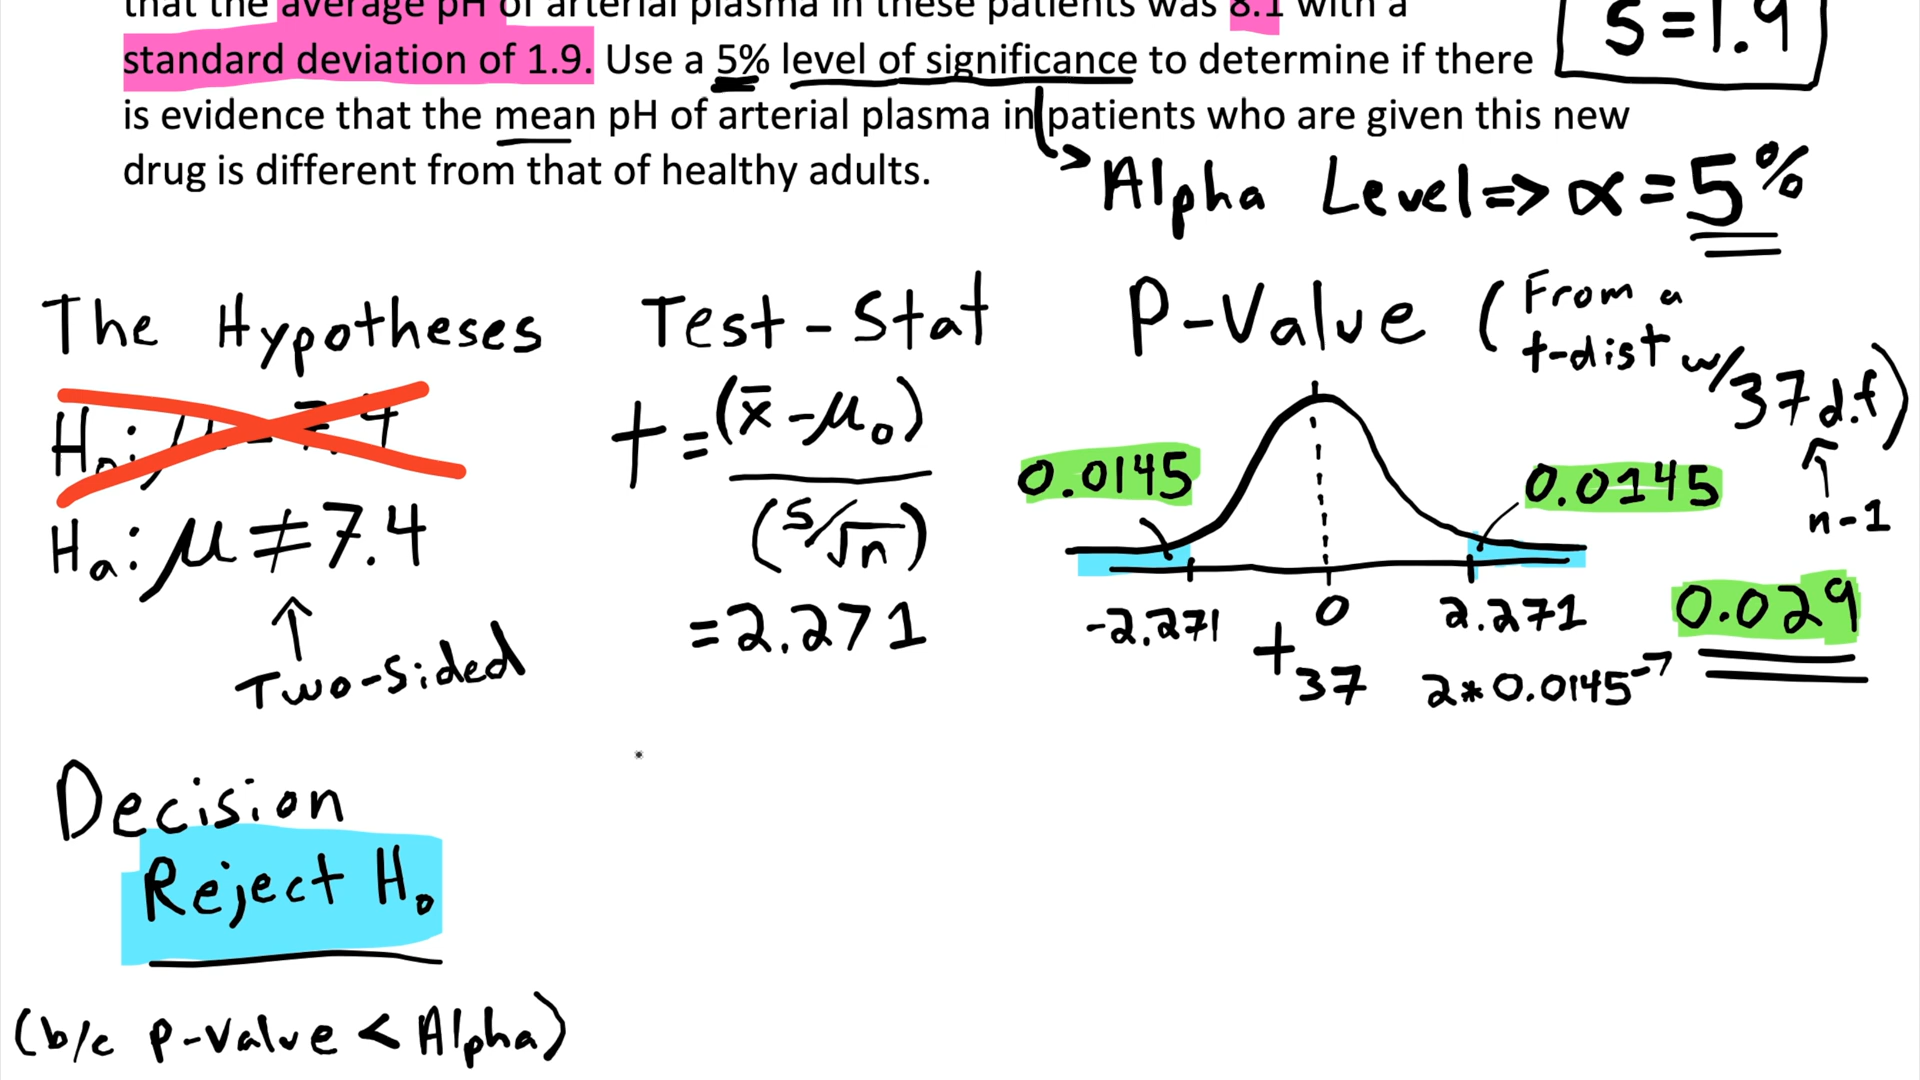 that the average pH of arterial plasma in these patients was 8.1 with a
standard deviation of 1.9. Use a 5% level of significance to determine if there
is evidence that the mean pH of arterial plasma in patients who are given this new
drug is different from that of healthy adults.
S = 1.9
Alpha Level => α = 5%
The Hypotheses
H₀: μ = 7.4
Hₐ: μ ≠ 7.4
↑
Two-Sided
Test-Stat
t = (x̄ - μ₀)
(s/√n)
= 2.271
P-Value (From a
t-dist w/ 37 d.f)
↑
n-1
0.0145
0.0145
-2.271 0 2.271
t₃₇
2*0.0145 → 0.029
Decision
Reject H₀
(b/c p-value < Alpha)